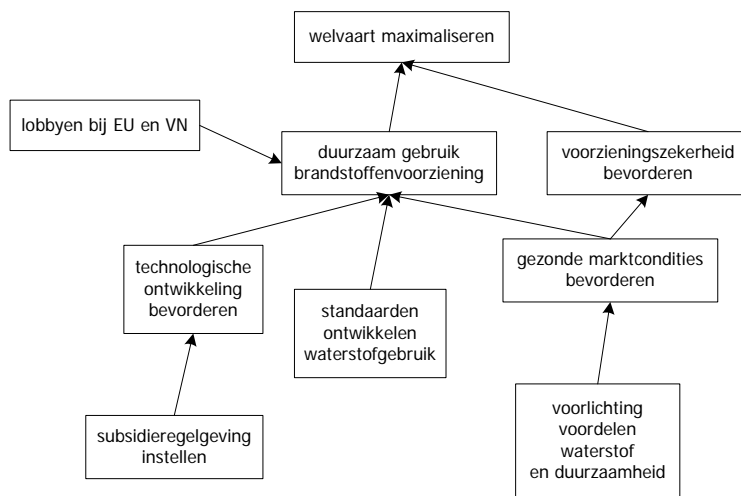 welvaart maximaliseren
lobbyen bij EU en VN
duurzaam gebruik
brandstoffenvoorziening
voorzieningszekerheid
bevorderen
technologische
ontwikkeling
bevorderen
standaarden
ontwikkelen
waterstofgebruik
gezonde marktcondities
bevorderen
subsidieregelgeving
instellen
voorlichting
voordelen
waterstof
en duurzaamheid